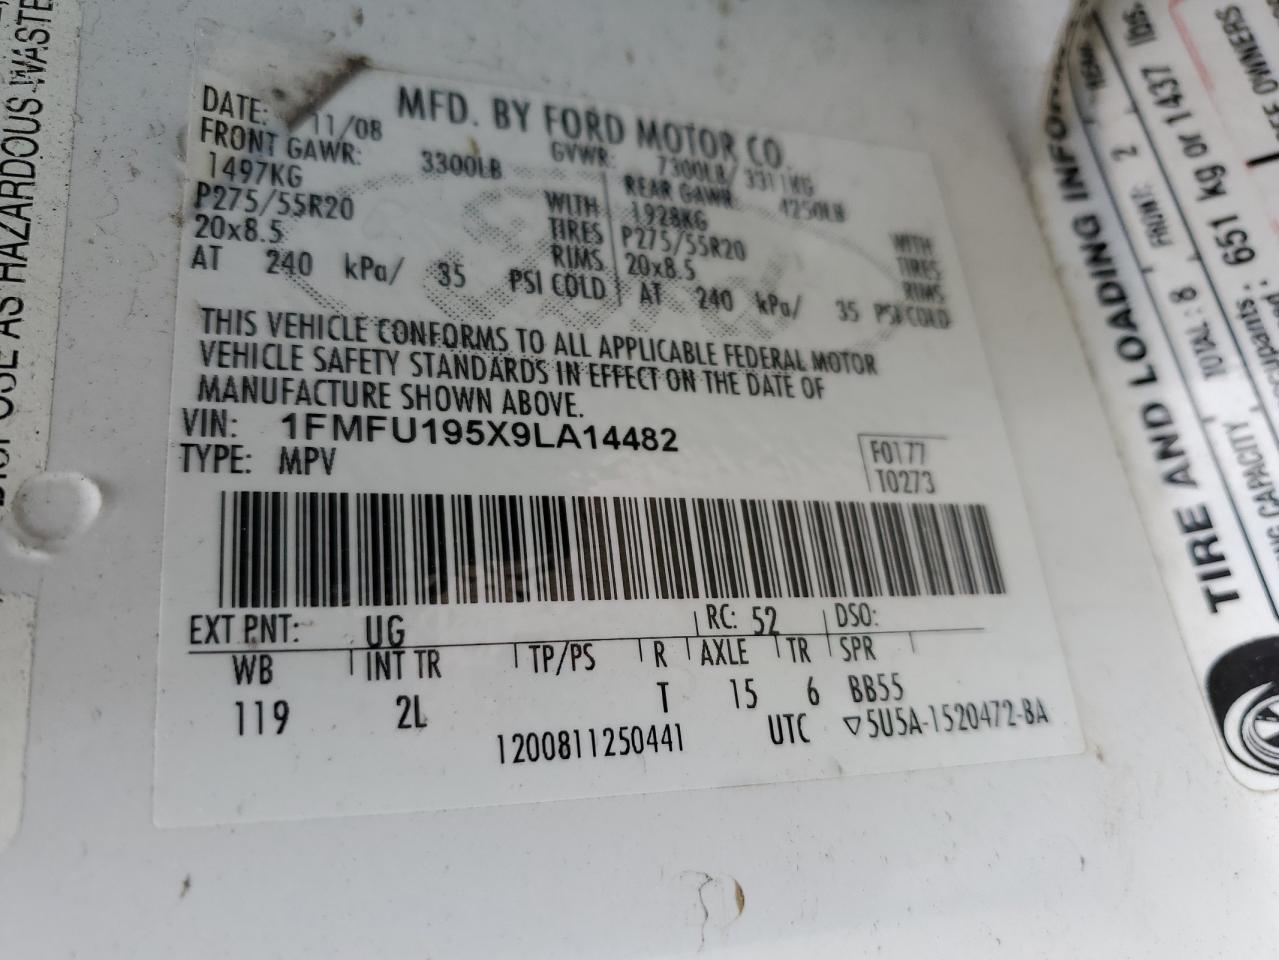 USE AS HAZARDOUS WASTE
MFD. BY FORD MOTOR CO.
DATE: 11/08
GVWR: 7300LB/ 3311KG
FRONT GAWR: 3300LB
REAR GAWR: 4250LB
1497KG WITH
1928KG WITH
P275/55R20 TIRES
P275/55R20 TIRES
20x8.5 RIMS
20x8.5 RIMS
AT 240 kPa/ 35 PSI COLD
AT 240 kPa/ 35 PSI COLD
THIS VEHICLE CONFORMS TO ALL APPLICABLE FEDERAL MOTOR
VEHICLE SAFETY STANDARDS IN EFFECT ON THE DATE OF
MANUFACTURE SHOWN ABOVE.
VIN: 1FMFU195X9LA14482
TYPE: MPV
F0177
T0273
EXT PNT: UG RC: 52 DSO:
WB INT TR TP/PS R AXLE TR SPR
119 2L T 15 6 BB55
1200811250441 UTC ▽5U5A-1520472-BA
TIRE AND LOADING
CAPACITY TOTAL: 8 FRONT: 2
651 kg or 1437 lbs.
OWNERS